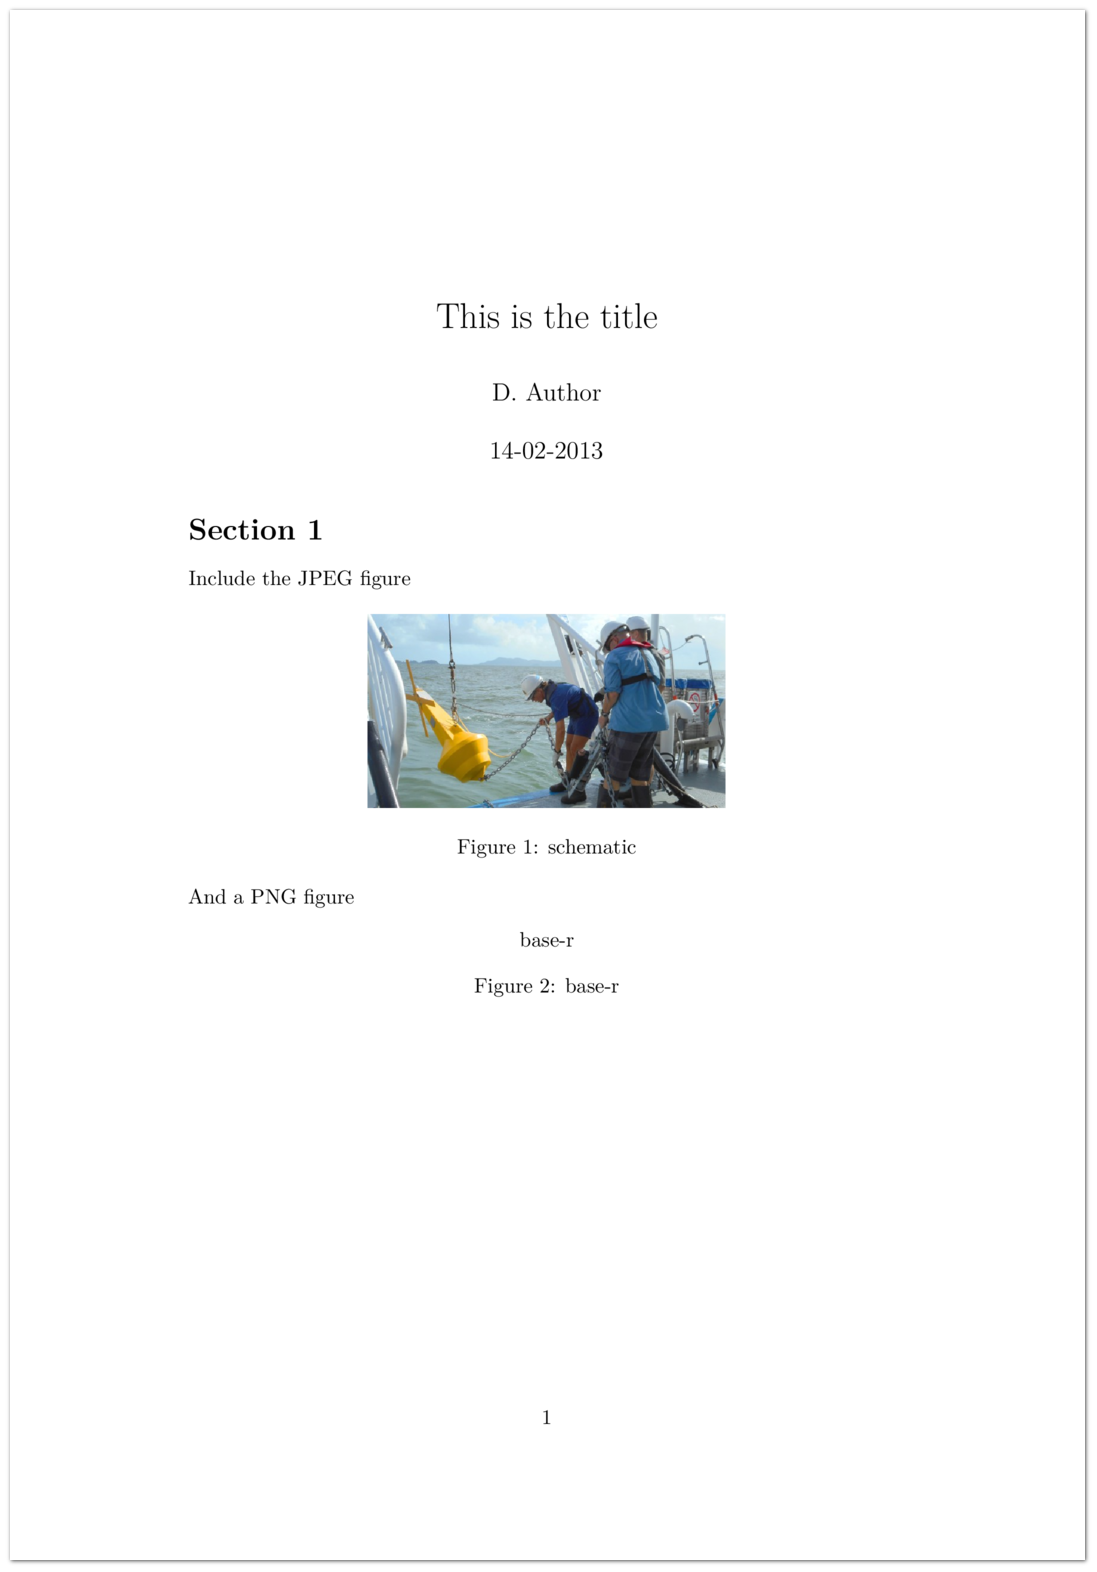 This is the title
D. Author
14-02-2013
Section 1
Include the JPEG figure
Figure 1: schematic
And a PNG figure
base-r
Figure 2: base-r
1